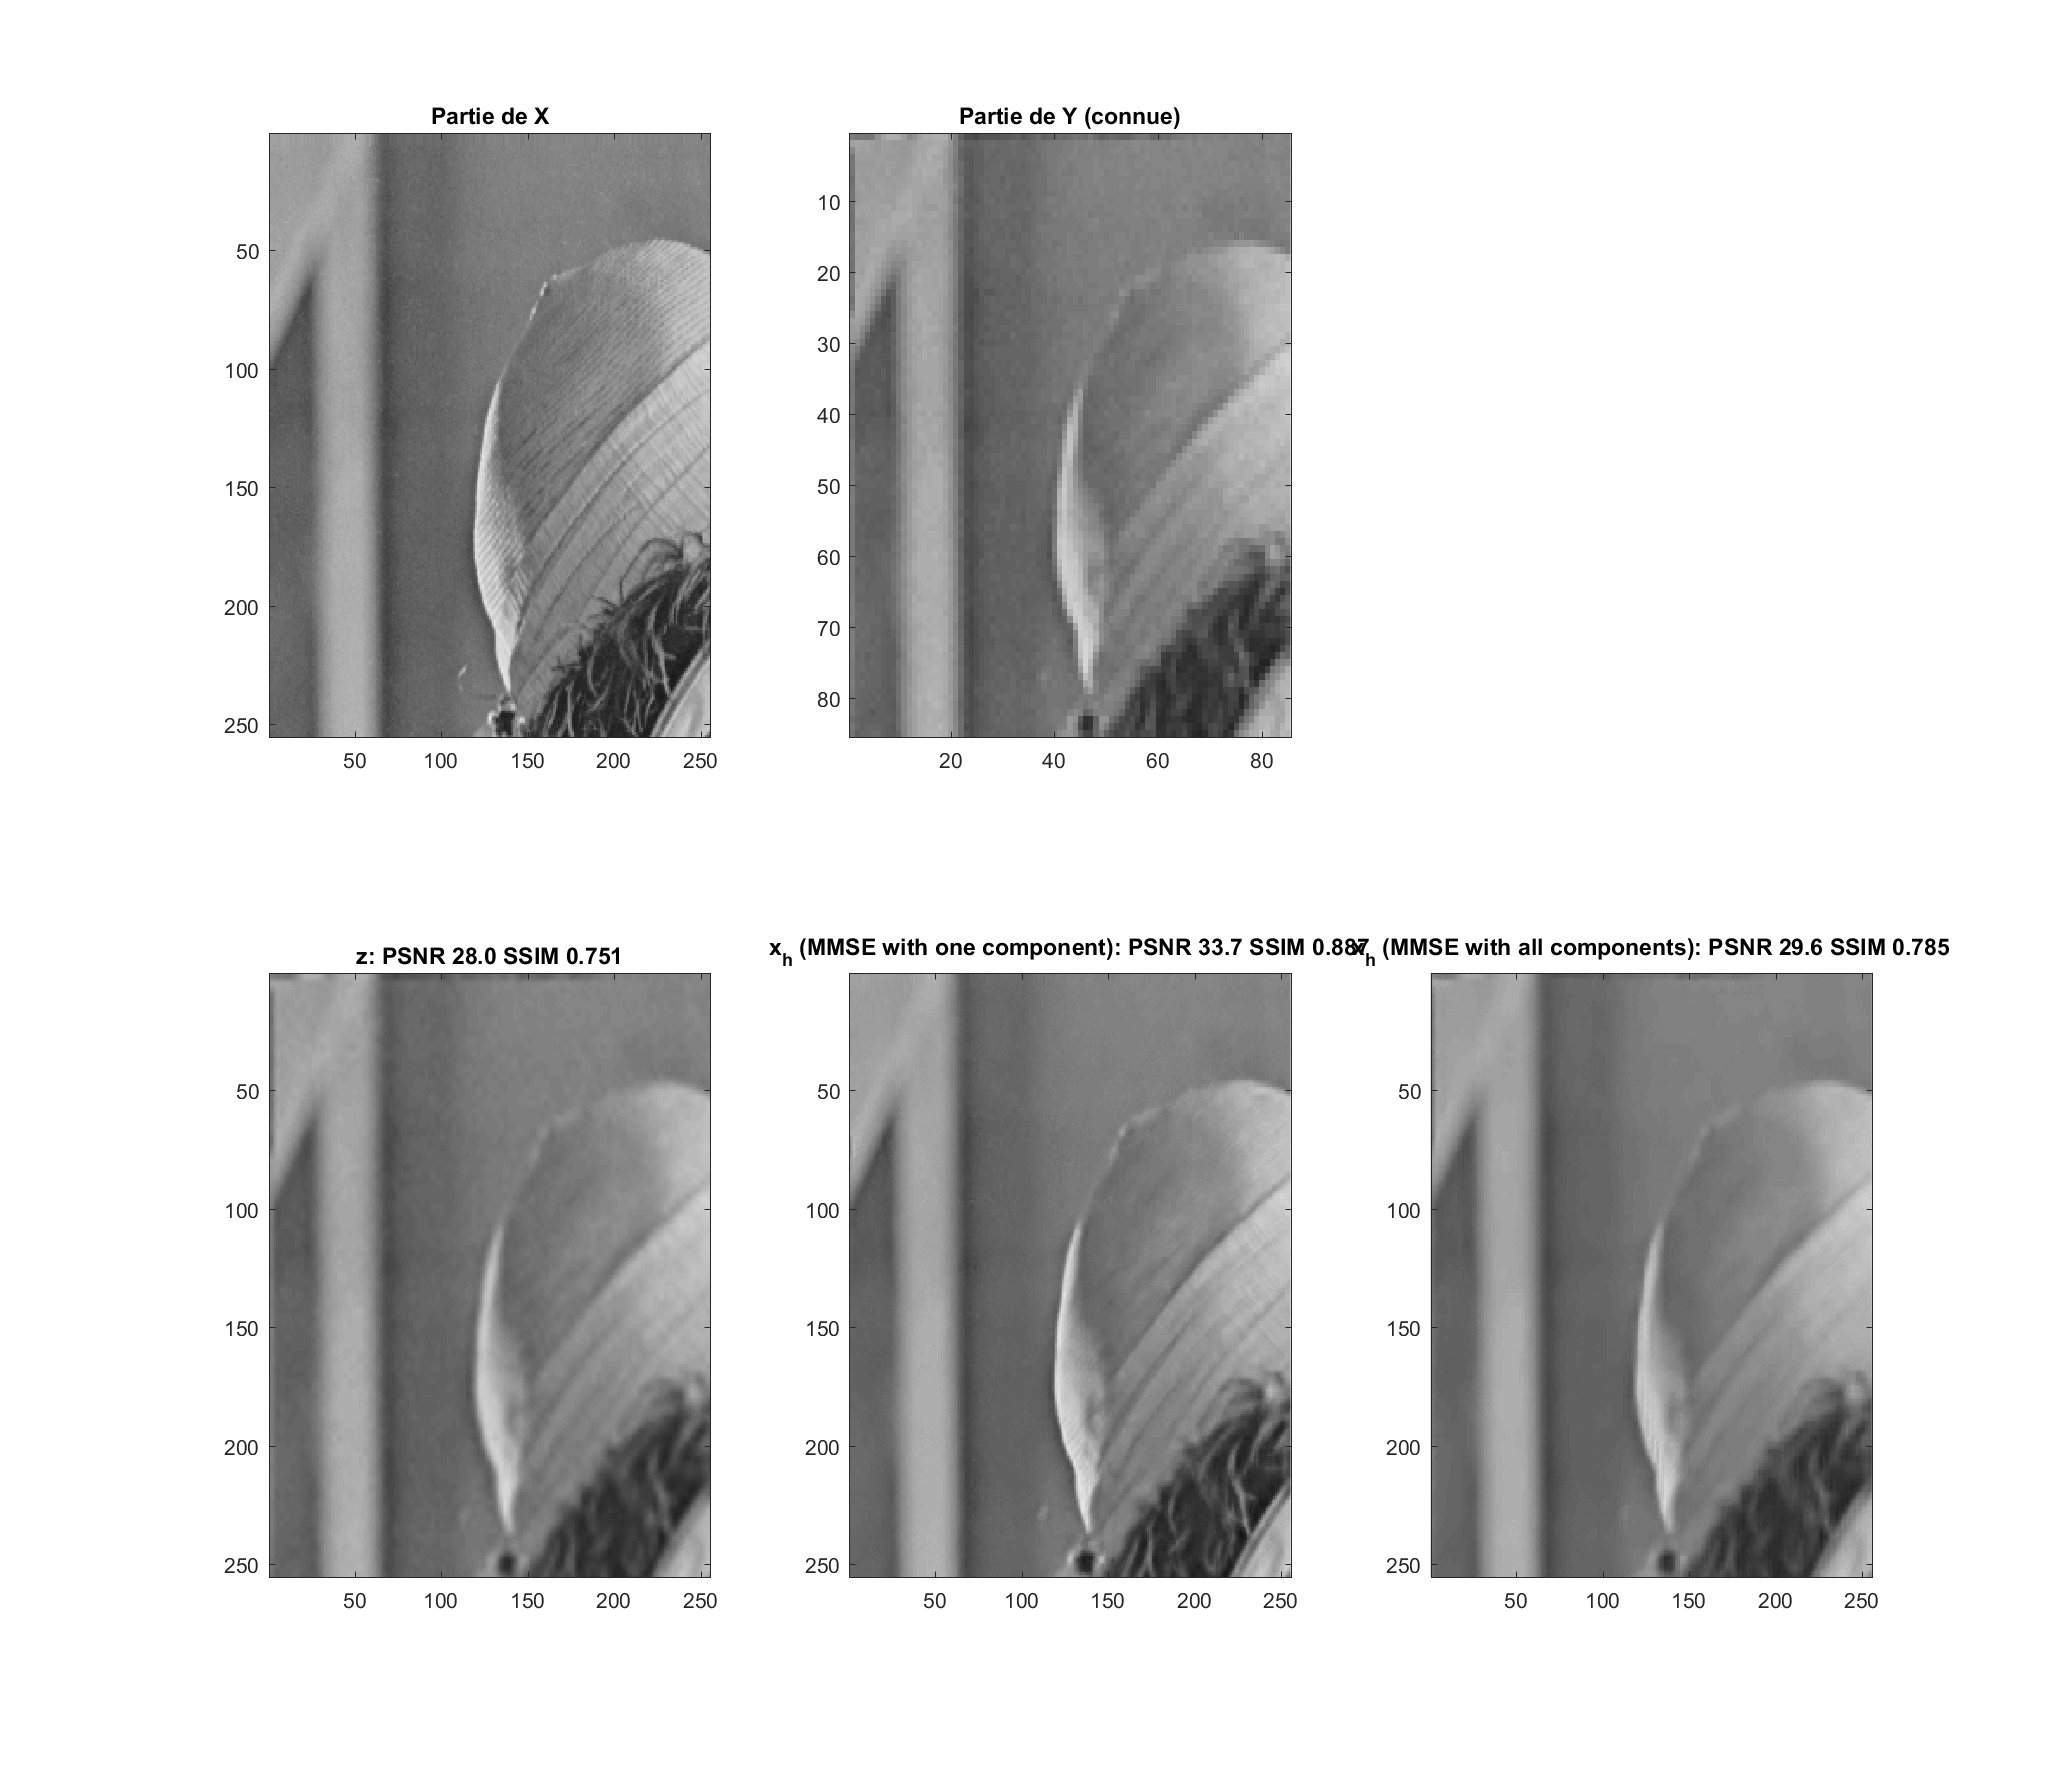 Partie de X
50
100
150
200
250
50 100 150 200 250
Partie de Y (connue)
10
20
30
40
50
60
70
80
20 40 60 80
z: PSNR 28.0 SSIM 0.751
50
100
150
200
250
50 100 150 200 250
x_h (MMSE with one component): PSNR 33.7 SSIM 0.887
50
100
150
200
250
50 100 150 200 250
x_h (MMSE with all components): PSNR 29.6 SSIM 0.785
50
100
150
200
250
50 100 150 200 250